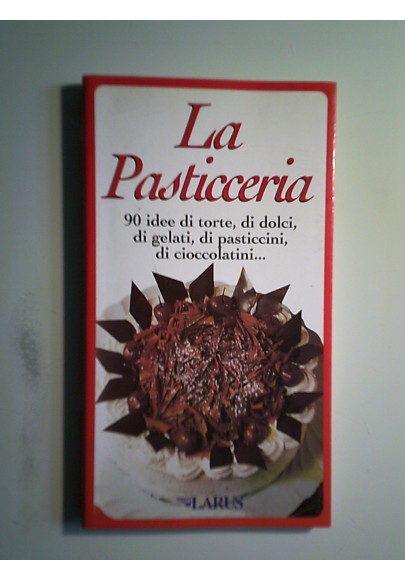 La
Pasticceria
90 idee di torte, di dolci,
di gelati, di pasticcini,
di cioccolatini...
LARUS